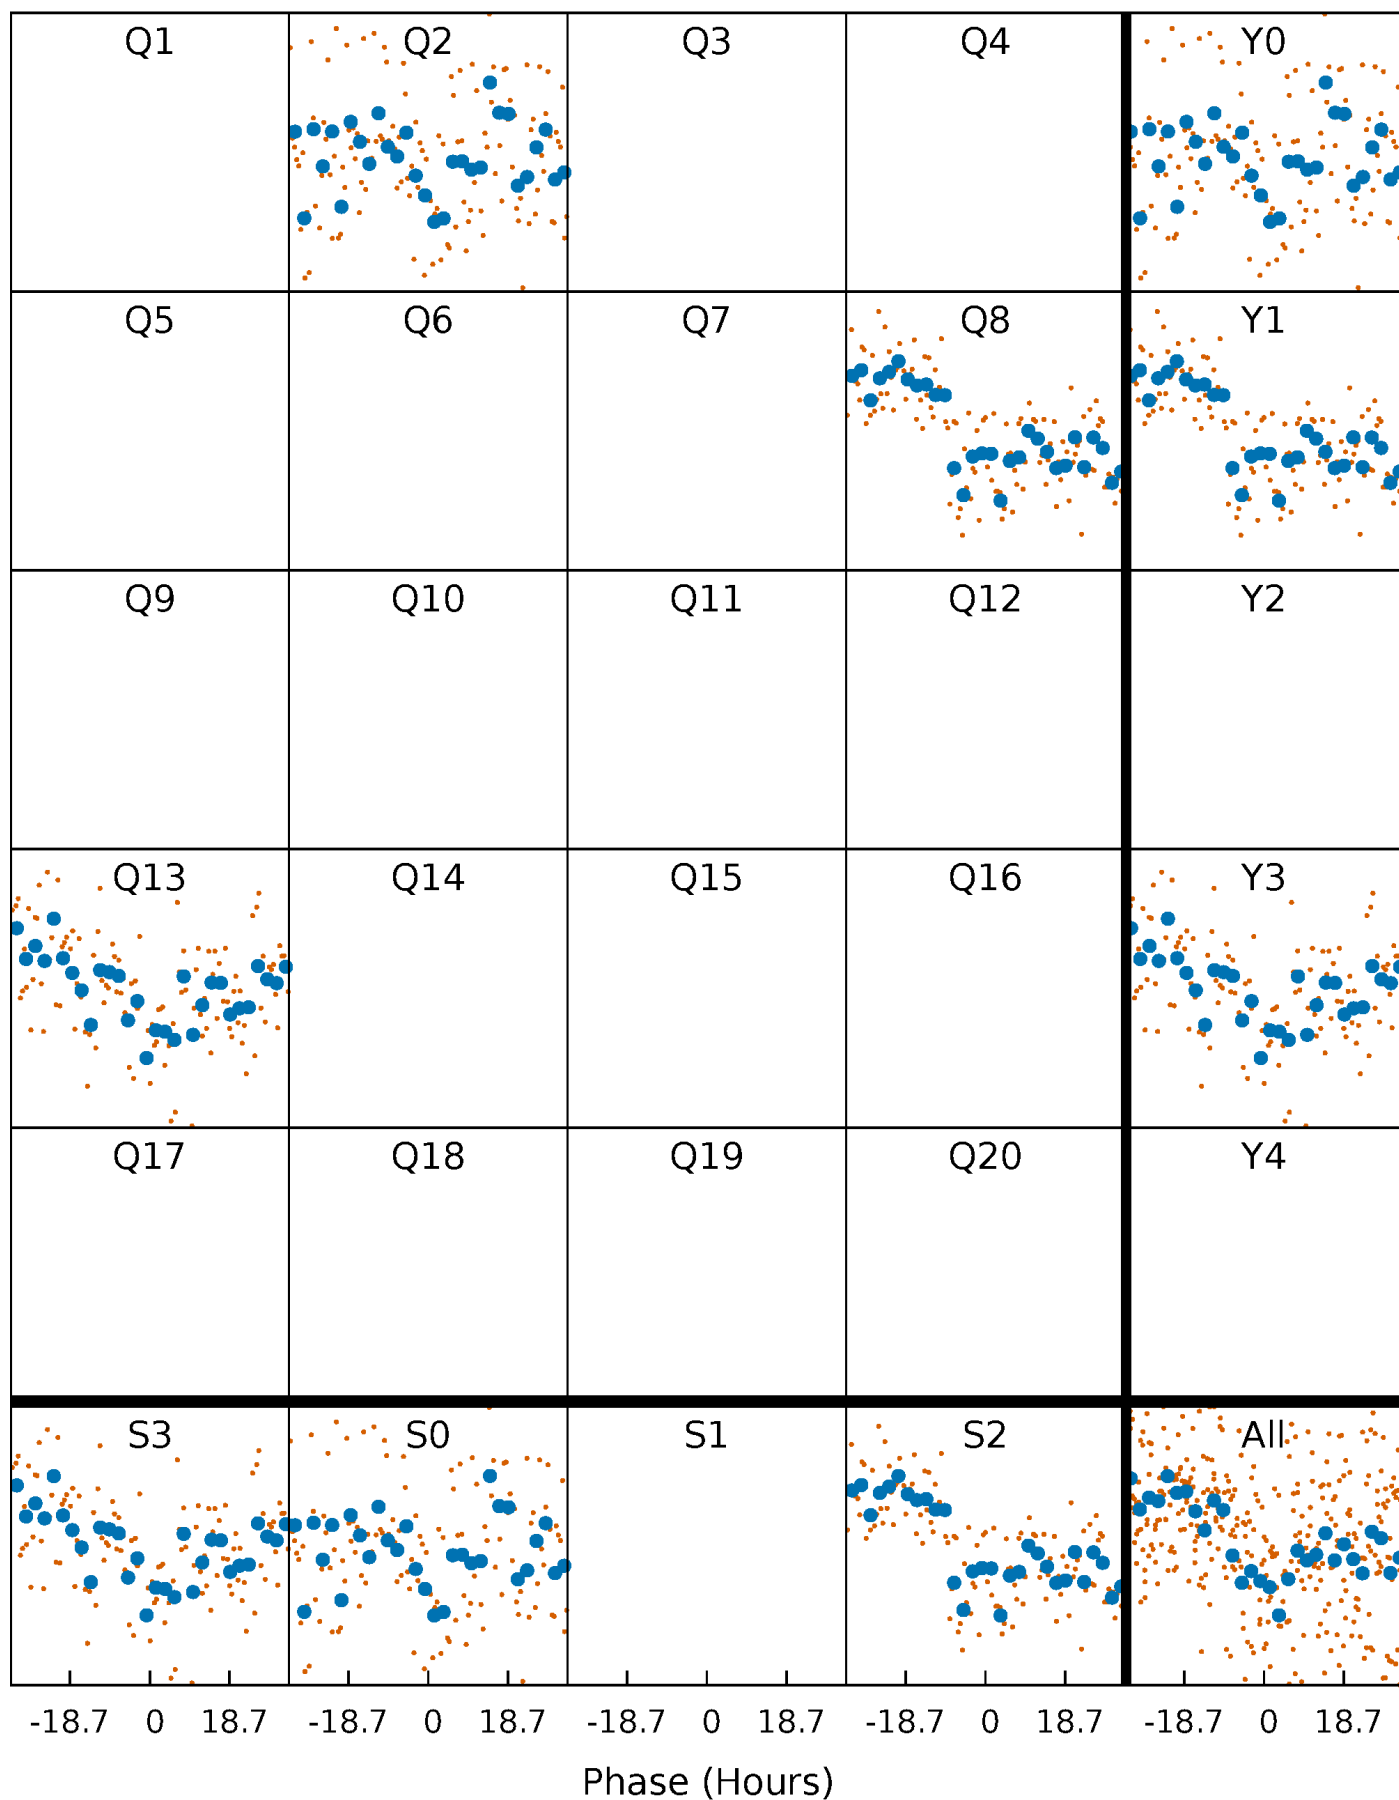 Q1 Q2 Q3 Q4 Y0
Q5 Q6 Q7 Q8 Y1
Q9 Q10 Q11 Q12 Y2
Q13 Q14 Q15 Q16 Y3
Q17 Q18 Q19 Q20 Y4
S3 S0 S1 S2 All
-18.7 0 18.7 -18.7 0 18.7 -18.7 0 18.7 -18.7 0 18.7 -18.7 0 18.7
Phase (Hours)